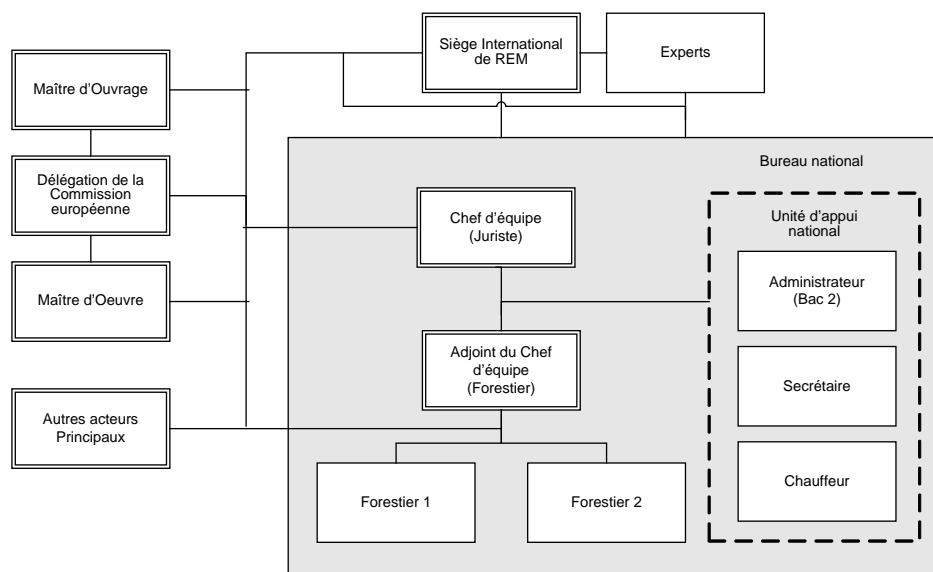 Siège International
de REM
Experts
Maître d'Ouvrage
Délégation de la
Commission
européenne
Maître d'Oeuvre
Autres acteurs
Principaux
Bureau national
Chef d'équipe
(Juriste)
Adjoint du Chef
d'équipe
(Forestier)
Forestier 1
Forestier 2
Unité d'appui
national
Administrateur
(Bac 2)
Secrétaire
Chauffeur